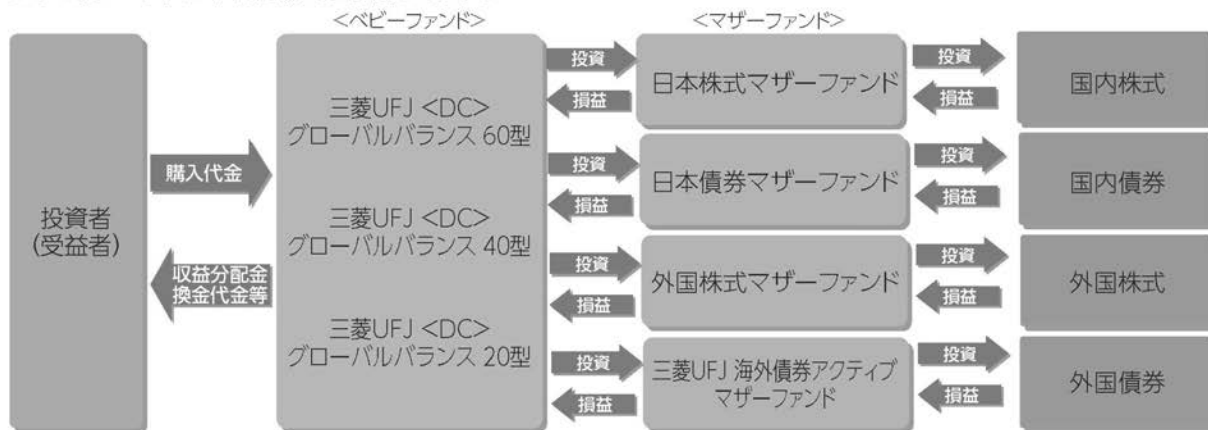 <ベビーファンド>
<マザーファンド>
投資者
(受益者)
購入代金
収益分配金
換金代金等
三菱UFJ <DC>
グローバルバランス 60型
三菱UFJ <DC>
グローバルバランス 40型
三菱UFJ <DC>
グローバルバランス 20型
投資
損益
日本株式マザーファンド
投資
損益
国内株式
投資
損益
日本債券マザーファンド
投資
損益
国内債券
投資
損益
外国株式マザーファンド
投資
損益
外国株式
投資
損益
三菱UFJ 海外債券アクティブ
マザーファンド
投資
損益
外国債券